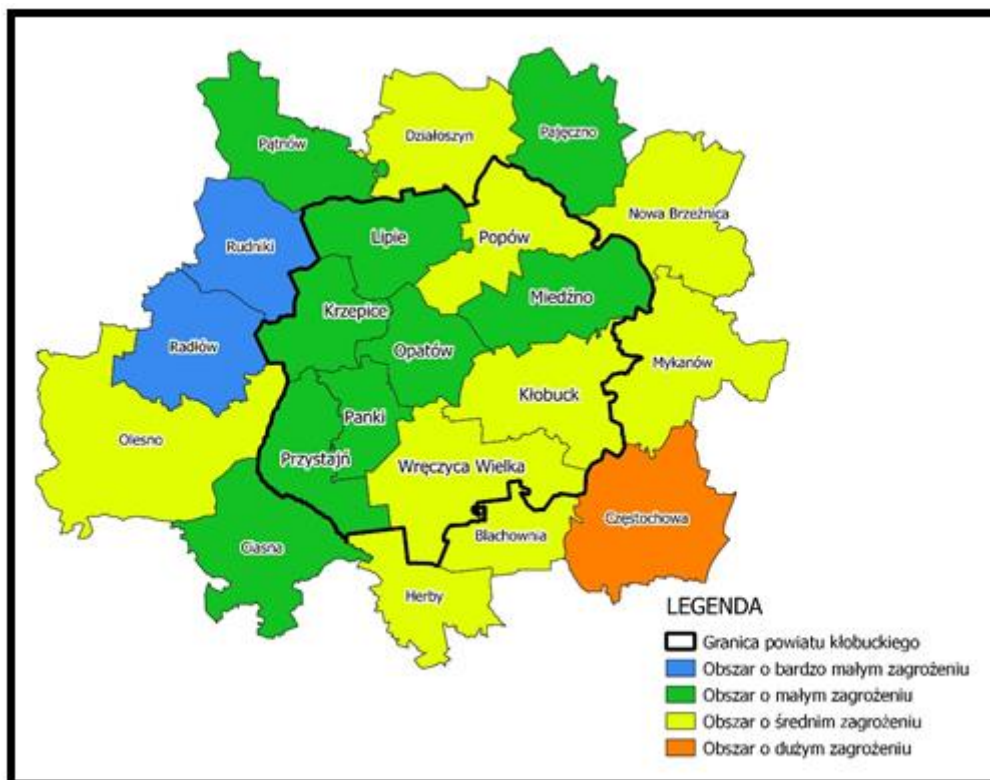 Działoszyn
Pajęczno
Pątnów
Nowa Brzeźnica
Rudniki
Lipie
Popów
Miedźno
Krzepice
Radłów
Opatów
Mykanów
Kłobuck
Panki
Olesno
Przystajń
Wręczyca Wielka
Częstochowa
Blachownia
Ciasna
Herby
LEGENDA
Granica powiatu kłobuckiego
Obszar o bardzo małym zagrożeniu
Obszar o małym zagrożeniu
Obszar o średnim zagrożeniu
Obszar o dużym zagrożeniu